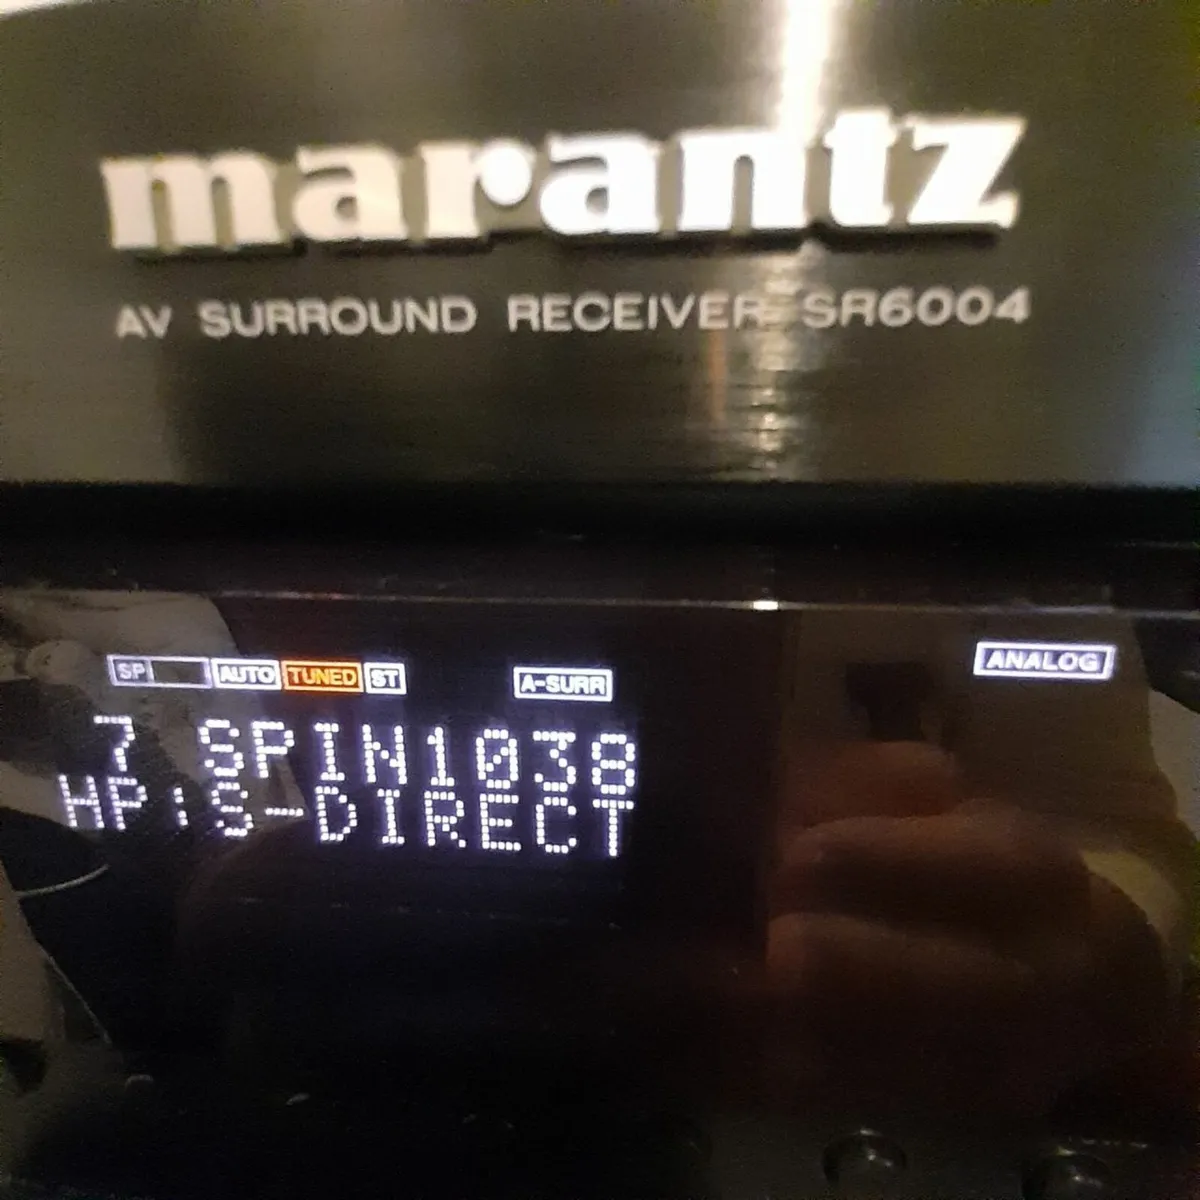 marantz
AV SURROUND RECEIVER SR6004
SP AUTO TUNED ST A-SURR ANALOG
7 SPIN1038
HP:S-DIRECT